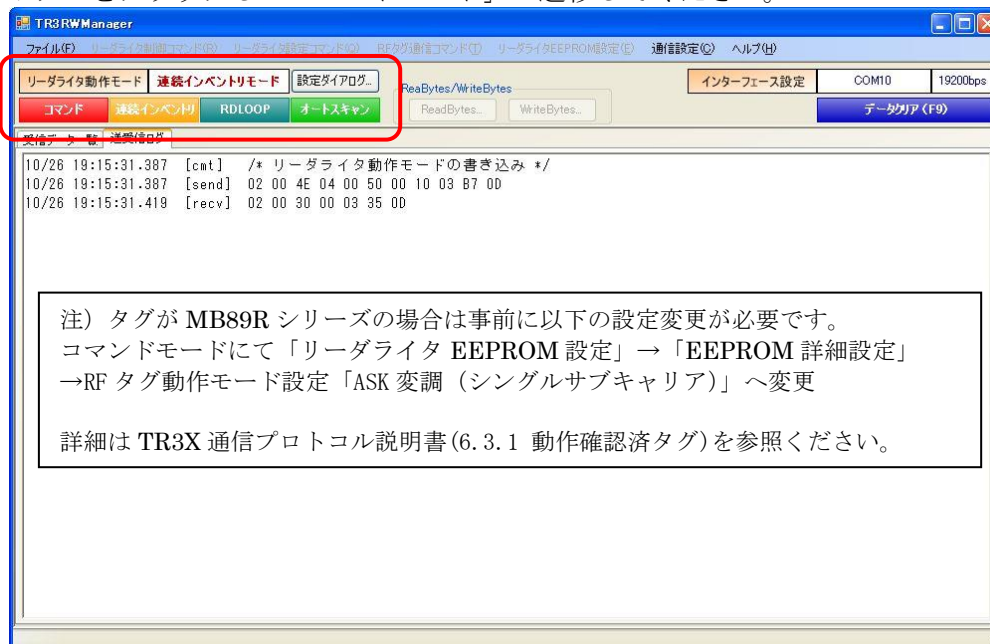 TR3RWManager
ファイル(F) リーダライタ制御コマンド(R) リーダライタ設定コマンド(Q) RFタグ通信コマンド(T) リーダライタEEPROM設定(E) 通信設定(C) ヘルプ(H)
リーダライタ動作モード 連続インベントリモード 設定ダイアログ... ReaBytes/WriteBytes インターフェース設定 COM10 19200bps
コマンド 連続インベントリ RDLOOP オートスキャン ReadBytes... WriteBytes... データクリア(F9)
受信データ一覧 送受信ログ
10/26 19:15:31.387 [cmt] /* リーダライタ動作モードの書き込み */
10/26 19:15:31.387 [send] 02 00 4E 04 00 50 00 10 03 B7 0D
10/26 19:15:31.419 [recv] 02 00 30 00 03 35 0D
注）タグが MB89R シリーズの場合は事前に以下の設定変更が必要です。
コマンドモードにて「リーダライタ EEPROM 設定」→「EEPROM 詳細設定」
→RF タグ動作モード設定「ASK 変調（シングルサブキャリア）」へ変更
詳細は TR3X 通信プロトコル説明書(6.3.1 動作確認済タグ)を参照ください。